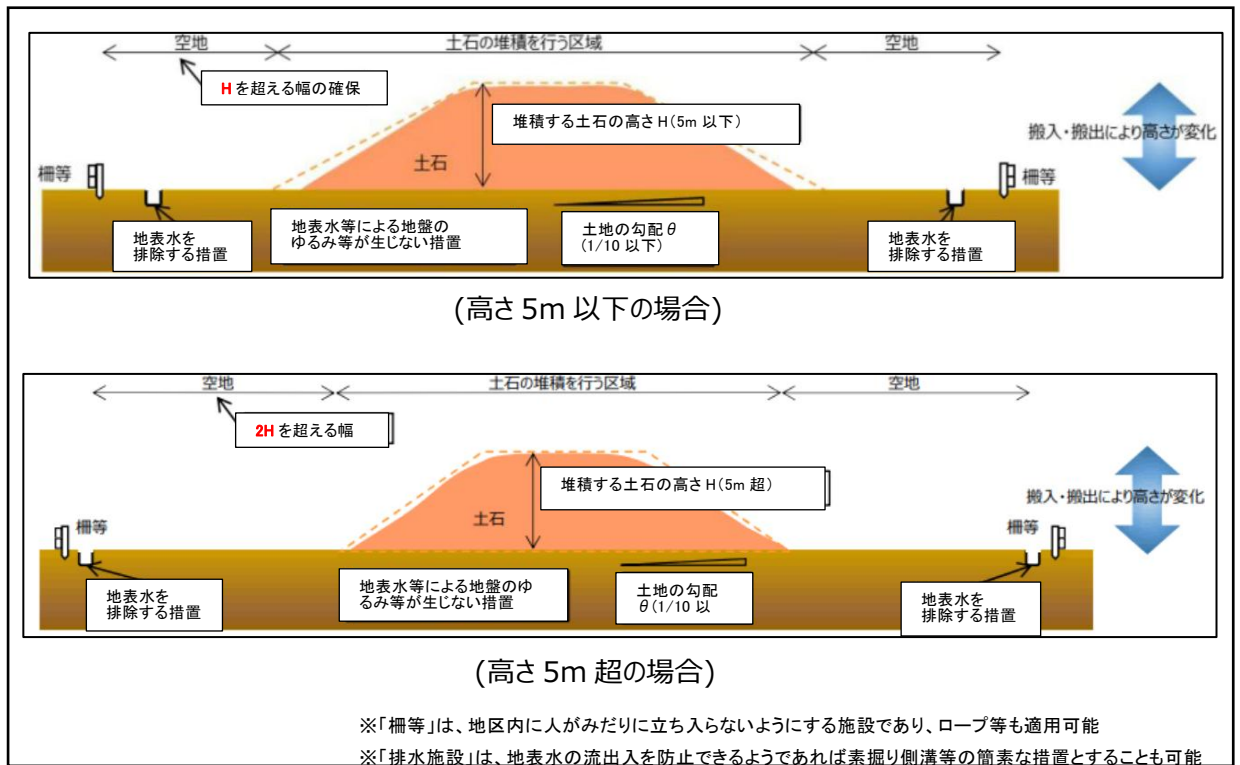 空地
土石の堆積を行う区域
空地
Hを超える幅の確保
堆積する土石の高さH(5m 以下)
搬入・搬出により高さが変化
土石
柵等
柵等
地表水を
排除する措置
地表水等による地盤の
ゆるみ等が生じない措置
土地の勾配θ
(1/10 以下)
地表水を
排除する措置
(高さ5m 以下の場合)
空地
土石の堆積を行う区域
空地
2Hを超える幅
堆積する土石の高さH(5m 超)
搬入・搬出により高さが変化
土石
柵等
柵等
地表水を
排除する措置
地表水等による地盤のゆ
るみ等が生じない措置
土地の勾配
θ(1/10 以
地表水を
排除する措置
(高さ5m 超の場合)
※「柵等」は、地区内に人がみだりに立ち入らないようにする施設であり、ロープ等も適用可能
※「排水施設」は、地表水の流出入を防止できるようであれば素掘り側溝等の簡素な措置とすることも可能